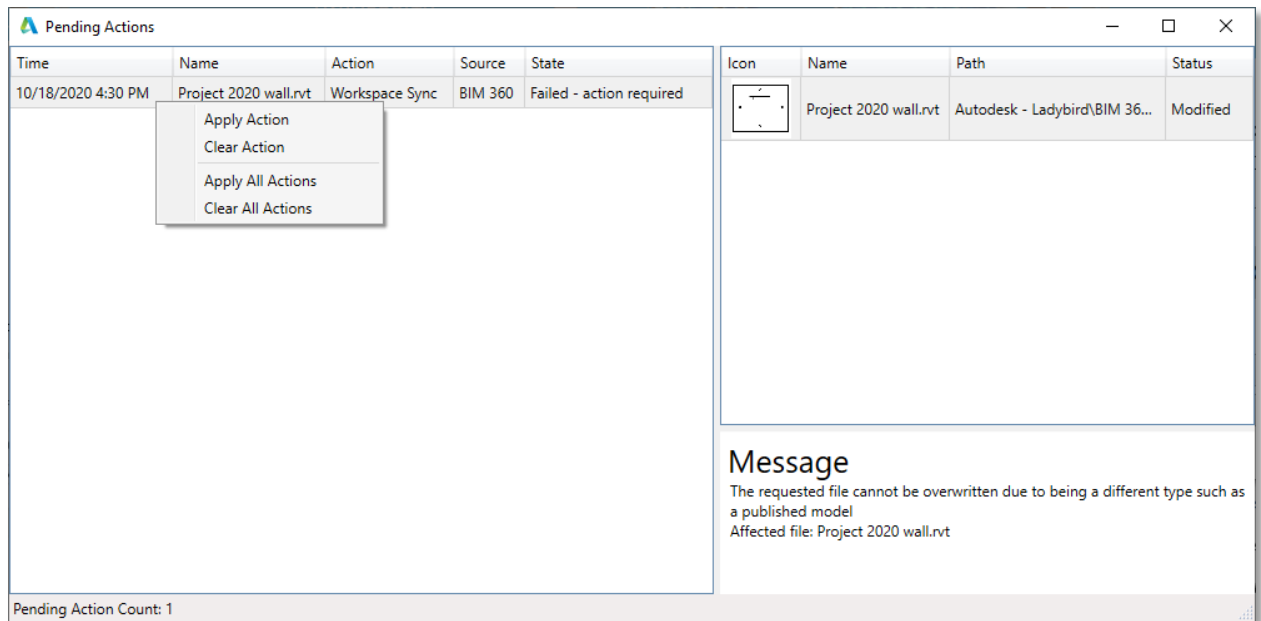 Pending Actions
Time Name Action Source State
10/18/2020 4:30 PM Project 2020 wall.rvt Workspace Sync BIM 360 Failed - action required
Apply Action
Clear Action
Apply All Actions
Clear All Actions
Icon Name Path Status
Project 2020 wall.rvt Autodesk - Ladybird\BIM 36... Modified
Message
The requested file cannot be overwritten due to being a different type such as
a published model
Affected file: Project 2020 wall.rvt
Pending Action Count: 1